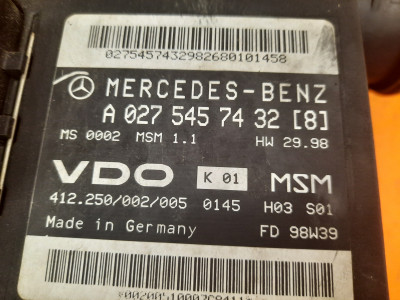 0275457432982680101458
MERCEDES-BENZ
A 027 545 74 32 [8]
MS 0002 MSM 1.1 HW 29.98
VDO K 01 MSM
412.250/002/005 0145 H03 S01
Made in Germany FD 98W39